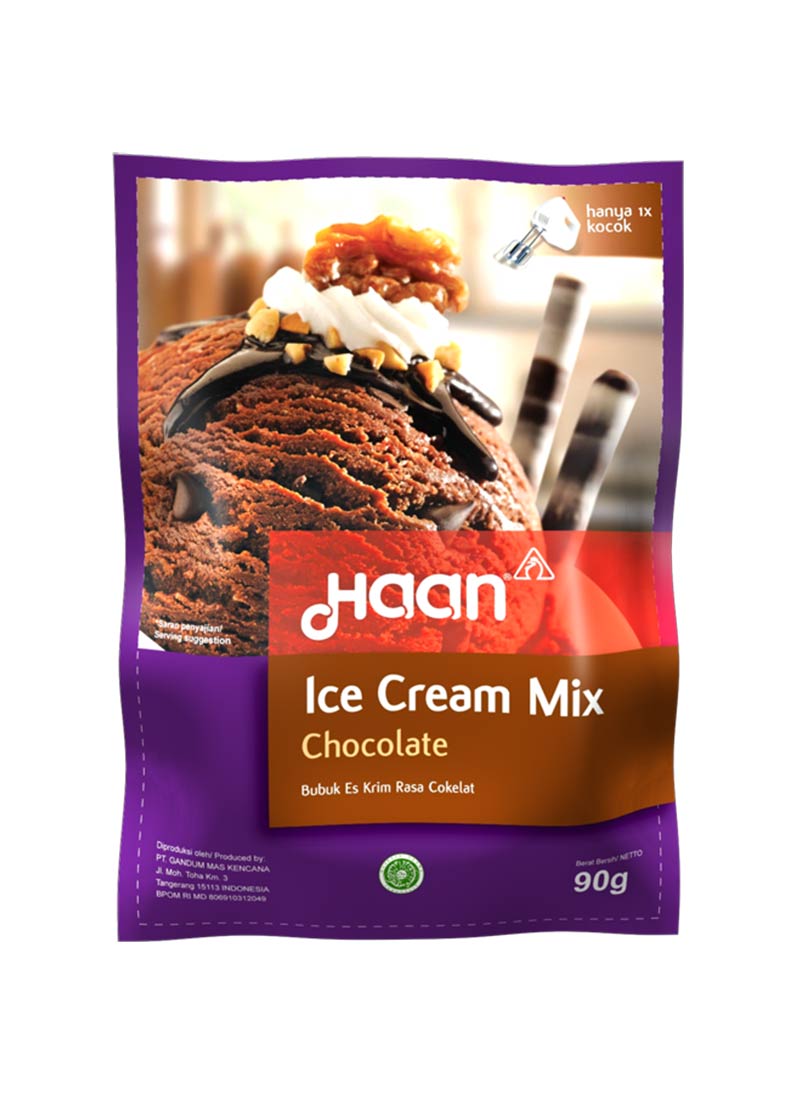 hanya 1x
kocok
Haan®
*Saran penyajian/
Serving suggestion
Ice Cream Mix
Chocolate
Bubuk Es Krim Rasa Cokelat
Diproduksi oleh/ Produced by:
PT. GANDUM MAS KENCANA
Jl. Moh. Toha Km. 3
Tangerang 15113 INDONESIA
BPOM RI MD 806910312049
Berat Bersih/ NETTO
90g